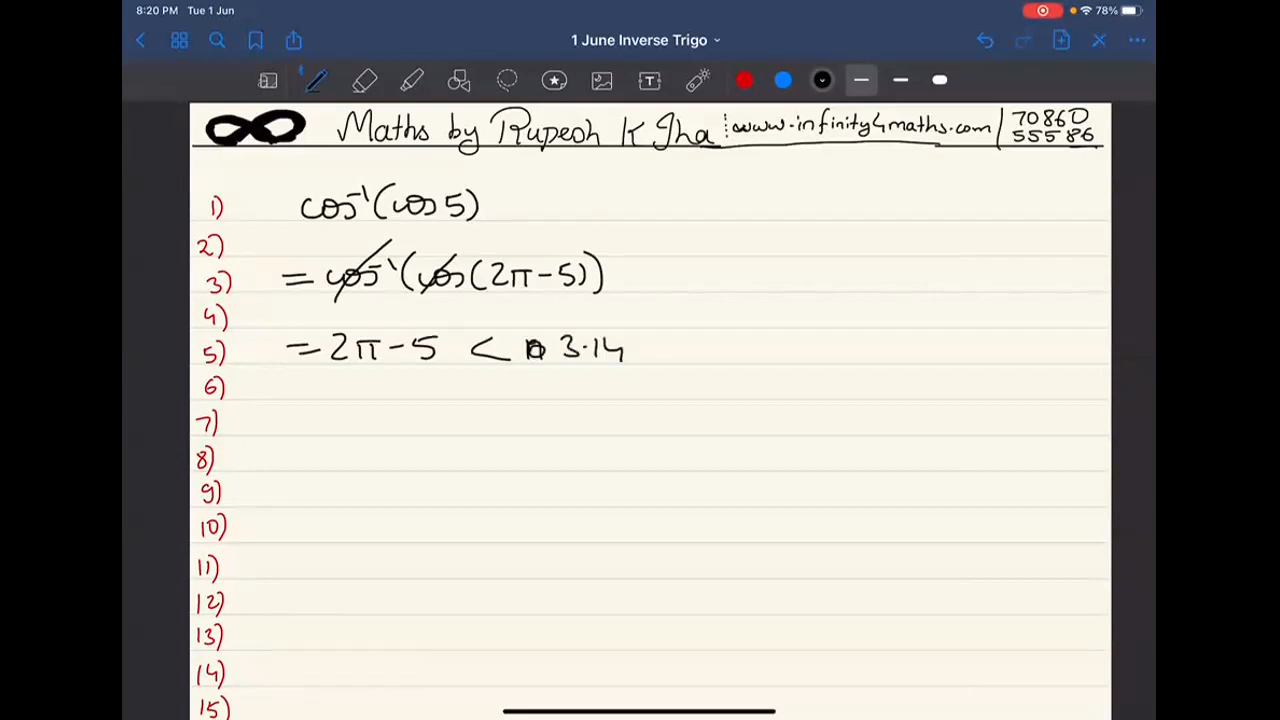 8:20 PM Tue 1 Jun 78%
1 June Inverse Trigo
Maths by Rupesh K Jha www.infinity4maths.com 70860
55586
1) cos⁻¹(cos 5)
2)
3) = cos⁻¹(cos(2π-5))
4)
5) = 2π-5 < 3.14
6)
7)
8)
9)
10)
11)
12)
13)
14)
15)